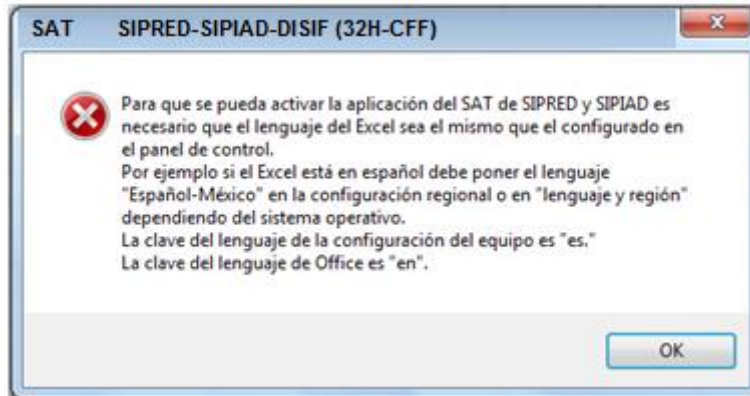 SAT SIPRED-SIPIAD-DISIF (32H-CFF)
Para que se pueda activar la aplicación del SAT de SIPRED y SIPIAD es
necesario que el lenguaje del Excel sea el mismo que el configurado en
el panel de control.
Por ejemplo si el Excel está en español debe poner el lenguaje
"Español-México" en la configuración regional o en "lenguaje y región"
dependiendo del sistema operativo.
La clave del lenguaje de la configuración del equipo es "es."
La clave del lenguaje de Office es "en".
OK